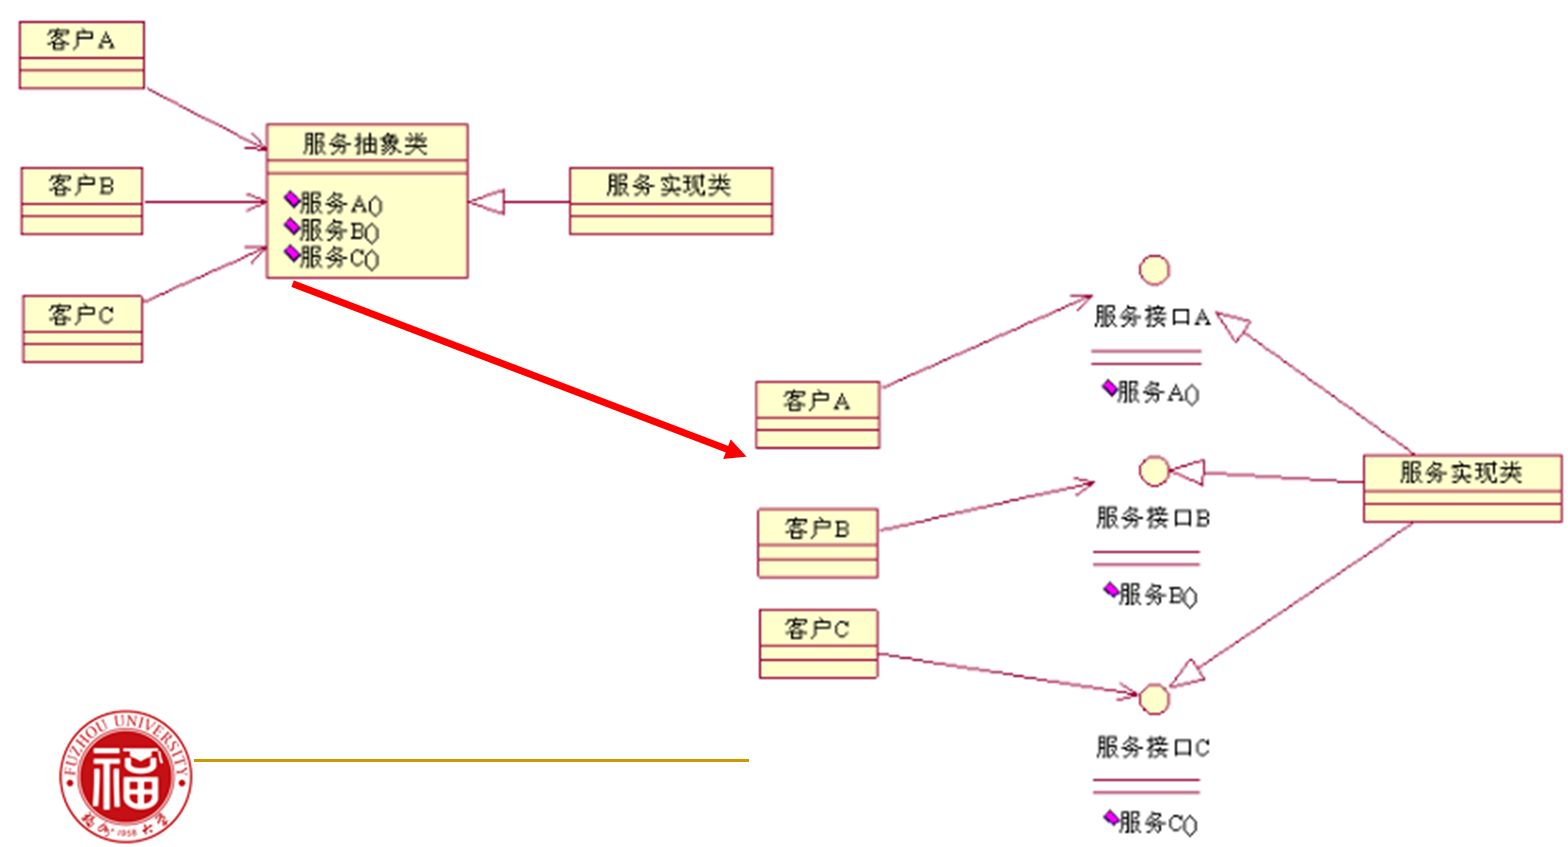 客户A
服务抽象类
客户B
服务A()
服务B()
服务C()
服务实现类
客户C
服务接口A
服务A()
客户A
服务接口B
服务B()
客户B
服务实现类
客户C
服务接口C
服务C()
FUZHOU UNIVERSITY
福
1958